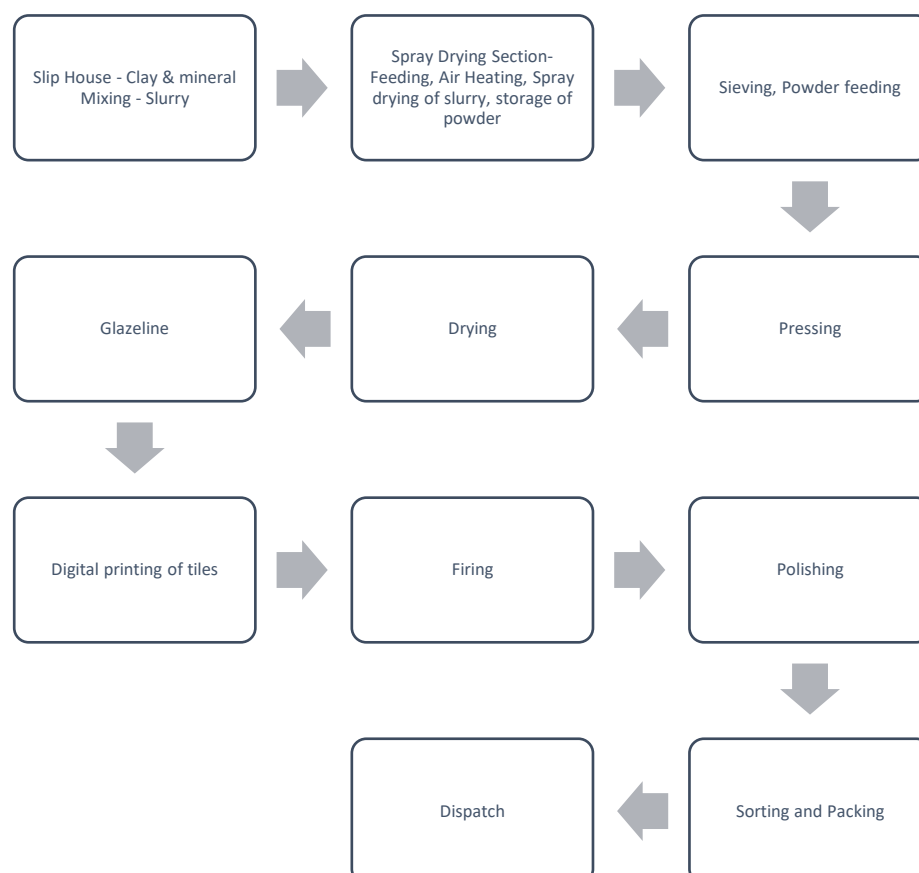 Slip House - Clay & mineral
Mixing - Slurry
Spray Drying Section-
Feeding, Air Heating, Spray
drying of slurry, storage of
powder
Sieving, Powder feeding
Pressing
Drying
Glazeline
Digital printing of tiles
Firing
Polishing
Sorting and Packing
Dispatch